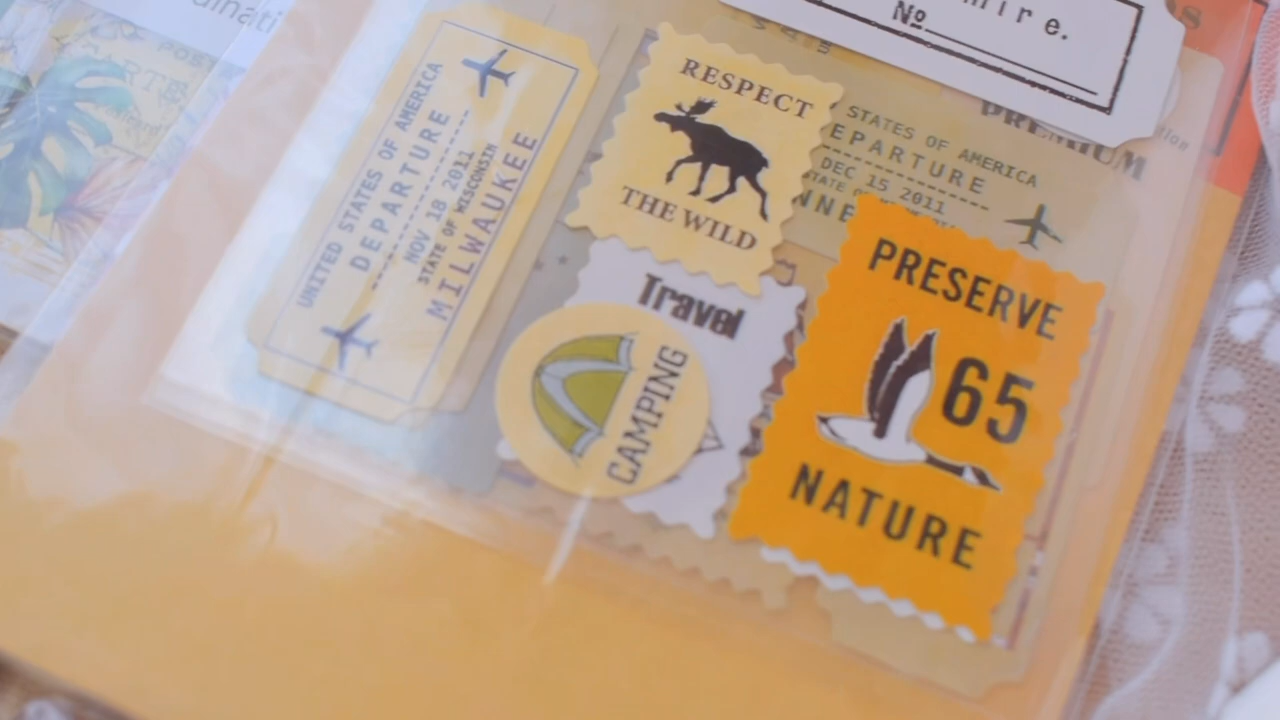 UNITED STATES OF AMERICA
DEPARTURE
NOV 18 2011
STATE OF WISCONSIN
MILWAUKEE
RESPECT
THE WILD
Travel
CAMPING
Nº
PREMIUM
STATES OF AMERICA
EPARTURE
DEC 15 2011
PRESERVE
65
NATURE